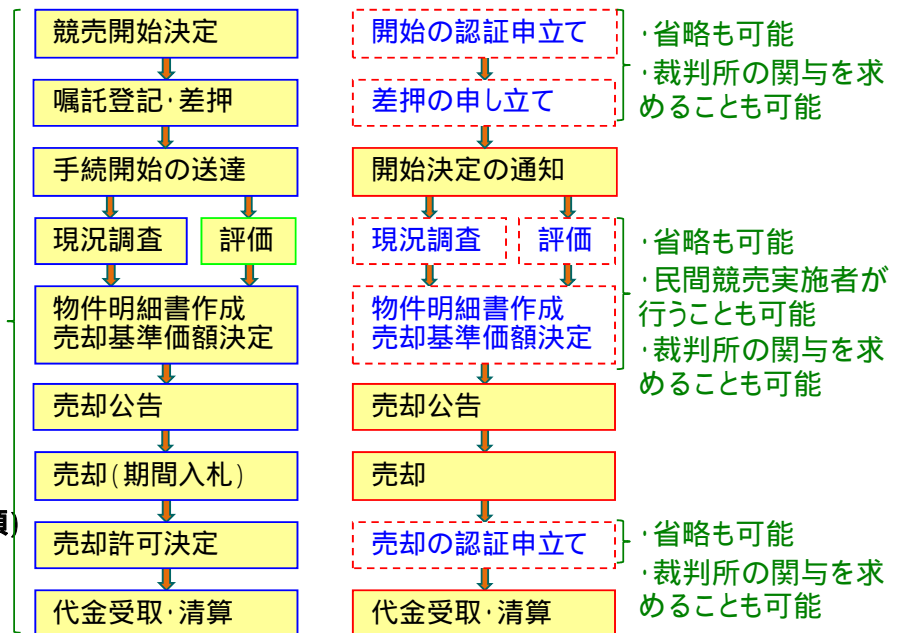 競売開始決定
嘱託登記・差押
手続開始の送達
現況調査
評価
物件明細書作成
売却基準価額決定
売却公告
売却(期間入札)
売却許可決定
代金受取・清算
開始の認証申立て
差押の申し立て
開始決定の通知
現況調査
評価
物件明細書作成
売却基準価額決定
売却公告
売却
売却の認証申立て
代金受取・清算
・省略も可能
・裁判所の関与を求
めることも可能
・省略も可能
・民間競売実施者が
行うことも可能
・裁判所の関与を求
めることも可能
・省略も可能
・裁判所の関与を求
めることも可能